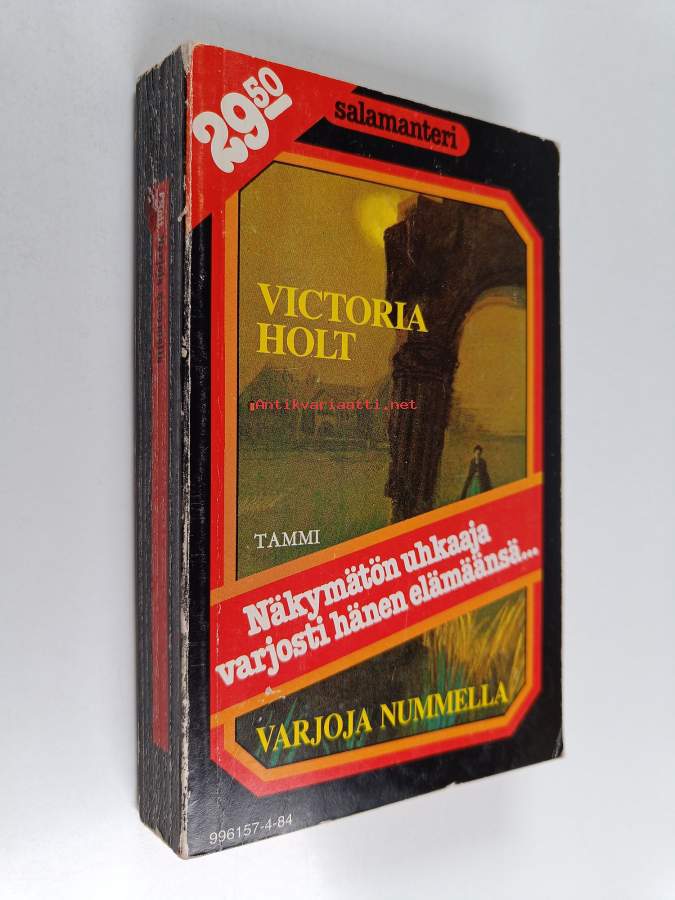 29.50
salamanteri
VICTORIA
HOLT
Antikvariaatti.net
TAMMI
Näkymätön uhkaaja
varjosti hänen elämäänsä...
VARJOJA NUMMELLA
996157-4-84